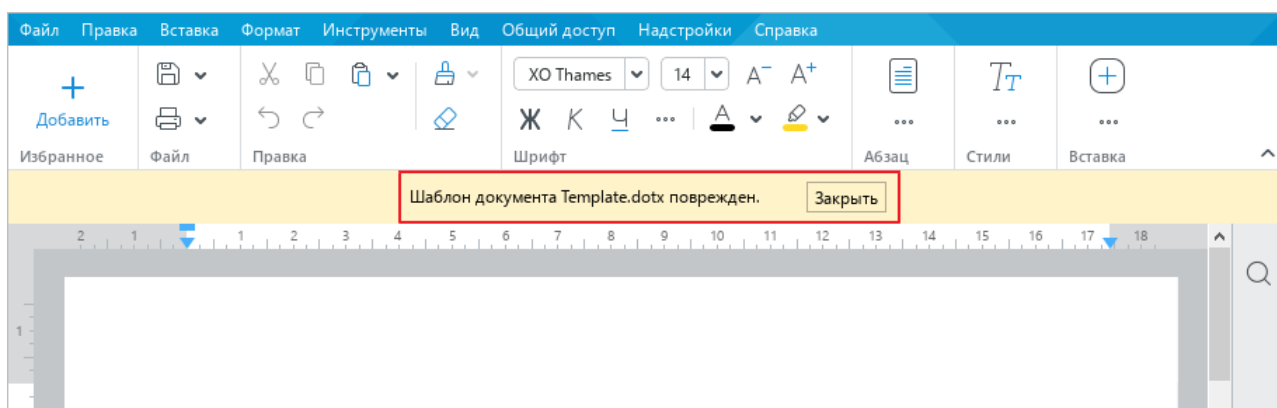 Файл Правка Вставка Формат Инструменты Вид Общий доступ Надстройки Справка
XO Thames 14 A⁻ A⁺ Tт
Добавить Ж К Ч ... A
Избранное Файл Правка Шрифт Абзац Стили Вставка
Шаблон документа Template.dotx поврежден. Закрыть
2 1 1 2 3 4 5 6 7 8 9 10 11 12 13 14 15 16 17 18
1